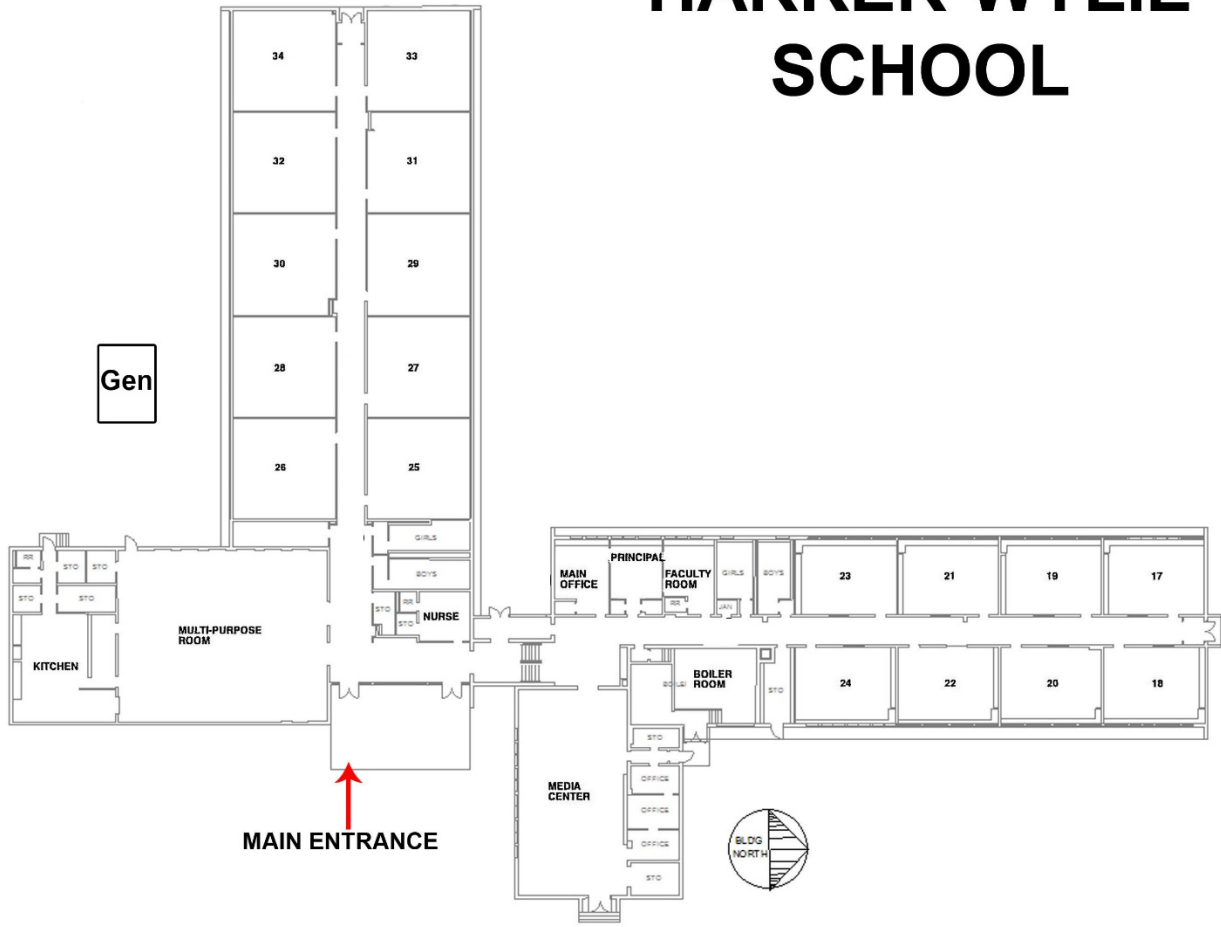 HARKER WYLIE
SCHOOL
34
33
32
31
30
29
Gen
28
27
26
25
GIRLS
BOYS
RR
STO
STO
STO
STO
MULTI-PURPOSE
ROOM
KITCHEN
STO
RR
STO
NURSE
MAIN
OFFICE
PRINCIPAL
FACULTY
ROOM
RR
GIRLS
JAN
BOYS
23
21
19
17
BOILER
ROOM
STO
24
22
20
18
MEDIA
CENTER
STO
OFFICE
OFFICE
OFFICE
STO
MAIN ENTRANCE
BLDG
NORTH